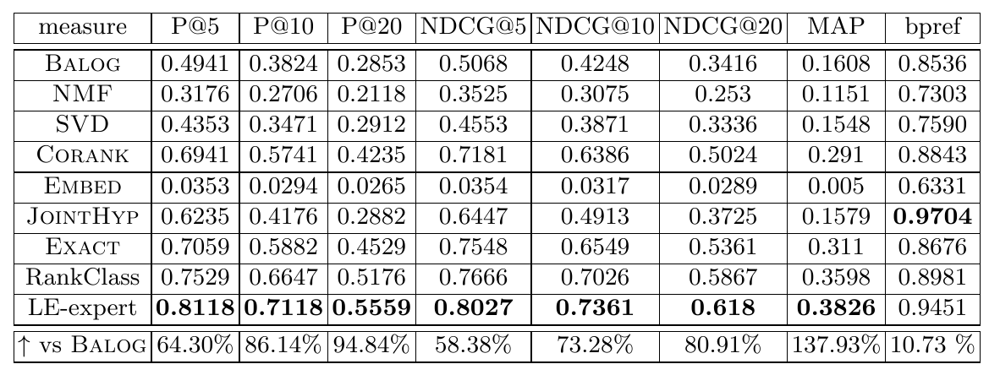 measure P@5 P@10 P@20 NDCG@5 NDCG@10 NDCG@20 MAP bpref
BALOG 0.4941 0.3824 0.2853 0.5068 0.4248 0.3416 0.1608 0.8536
NMF 0.3176 0.2706 0.2118 0.3525 0.3075 0.253 0.1151 0.7303
SVD 0.4353 0.3471 0.2912 0.4553 0.3871 0.3336 0.1548 0.7590
CORANK 0.6941 0.5741 0.4235 0.7181 0.6386 0.5024 0.291 0.8843
EMBED 0.0353 0.0294 0.0265 0.0354 0.0317 0.0289 0.005 0.6331
JOINTHYP 0.6235 0.4176 0.2882 0.6447 0.4913 0.3725 0.1579 0.9704
EXACT 0.7059 0.5882 0.4529 0.7548 0.6549 0.5361 0.311 0.8676
RankClass 0.7529 0.6647 0.5176 0.7666 0.7026 0.5867 0.3598 0.8981
LE-expert 0.8118 0.7118 0.5559 0.8027 0.7361 0.618 0.3826 0.9451
↑ vs BALOG 64.30% 86.14% 94.84% 58.38% 73.28% 80.91% 137.93% 10.73 %